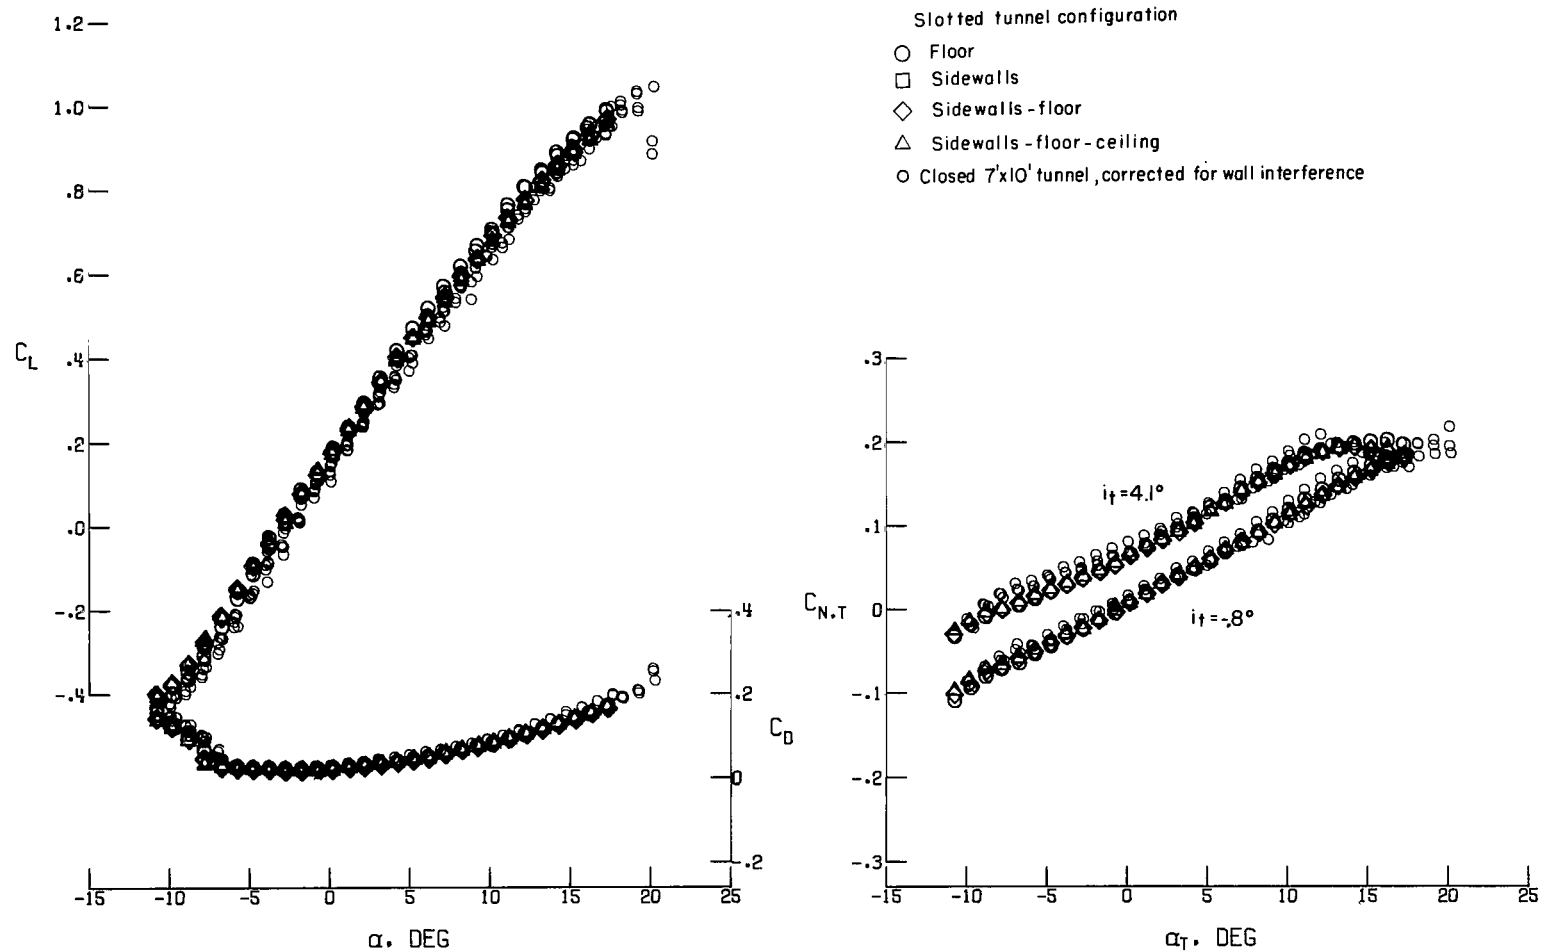 Slotted tunnel configuration
Floor
Sidewalls
Sidewalls-floor
Sidewalls-floor-ceiling
Closed 7'x10' tunnel, corrected for wall interference
1.2
1.0
.8
.6
.4
.2
.0
-.2
-.4
C_L
.4
.2
0
-.2
C_D
-15 -10 -5 0 5 10 15 20 25
α. DEG
.3
.2
.1
0
-.1
-.2
-.3
C_N.T
i_t=4.1°
i_t=-.8°
-15 -10 -5 0 5 10 15 20 25
α_T. DEG